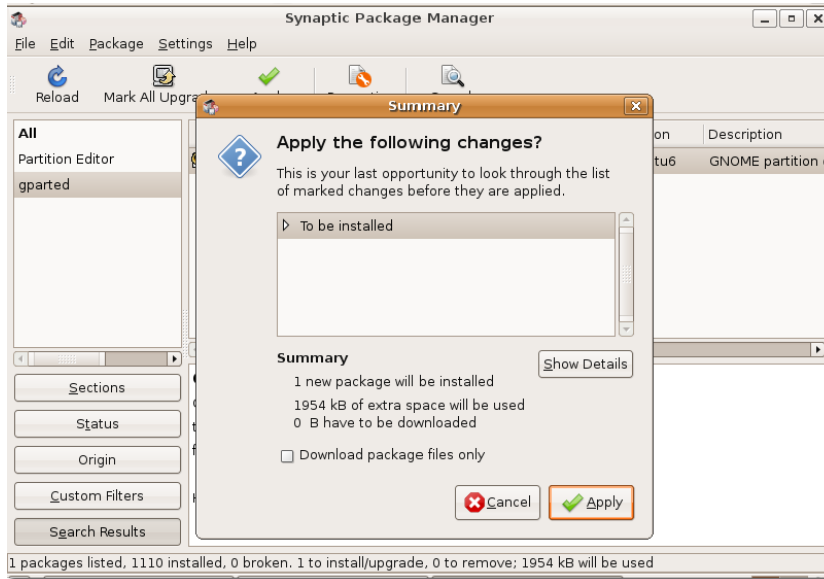 Synaptic Package Manager
File Edit Package Settings Help
Reload Mark All Upgra
Summary
All
Partition Editor
gparted
on Description
tu6 GNOME partition
Apply the following changes?
This is your last opportunity to look through the list
of marked changes before they are applied.
To be installed
Summary
Show Details
1 new package will be installed
1954 kB of extra space will be used
0 B have to be downloaded
Download package files only
Cancel Apply
Sections
Status
Origin
Custom Filters
Search Results
1 packages listed, 1110 installed, 0 broken. 1 to install/upgrade, 0 to remove; 1954 kB will be used